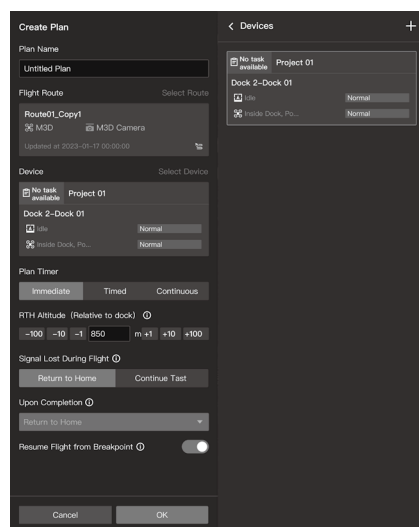 Create Plan
Plan Name
Untitled Plan
Flight Route Select Route
Route01_Copy1
M3D M3D Camera
Updated at 2023-01-17 00:00:00
Device Select Device
No task available Project 01
Dock 2-Dock 01
Idle Normal
Inside Dock, Po... Normal
Plan Timer
Immediate Timed Continuous
RTH Altitude (Relative to dock)
-100 -10 -1 850 m +1 +10 +100
Signal Lost During Flight
Return to Home Continue Tast
Upon Completion
Return to Home
Resume Flight from Breakpoint
Cancel OK
< Devices +
No task available Project 01
Dock 2-Dock 01
Idle Normal
Inside Dock, Po... Normal